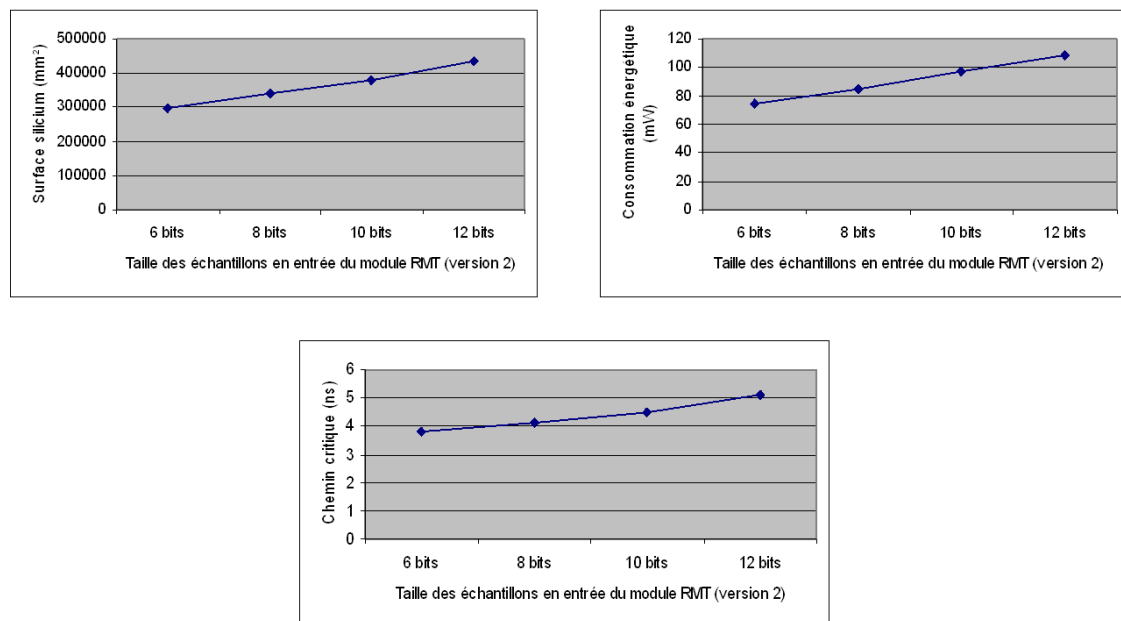 Surface silicium (mm²)
500000
400000
300000
200000
100000
0
6 bits 8 bits 10 bits 12 bits
Taille des échantillons en entrée du module RMT (version 2)
Consommation énergétique
(mW)
120
100
80
60
40
20
0
6 bits 8 bits 10 bits 12 bits
Taille des échantillons en entrée du module RMT (version 2)
Chemin critique (ns)
6
5
4
3
2
1
0
6 bits 8 bits 10 bits 12 bits
Taille des échantillons en entrée du module RMT (version 2)